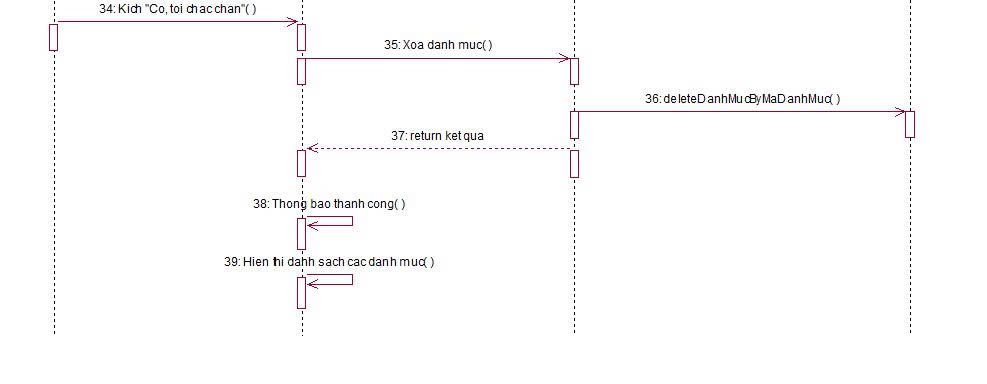 34: Kich "Co, toi chac chan"( )
35: Xoa danh muc( )
36: deleteDanhMucByMaDanhMuc( )
37: return ket qua
38: Thong bao thanh cong( )
39: Hien thi danh sach cac danh muc( )